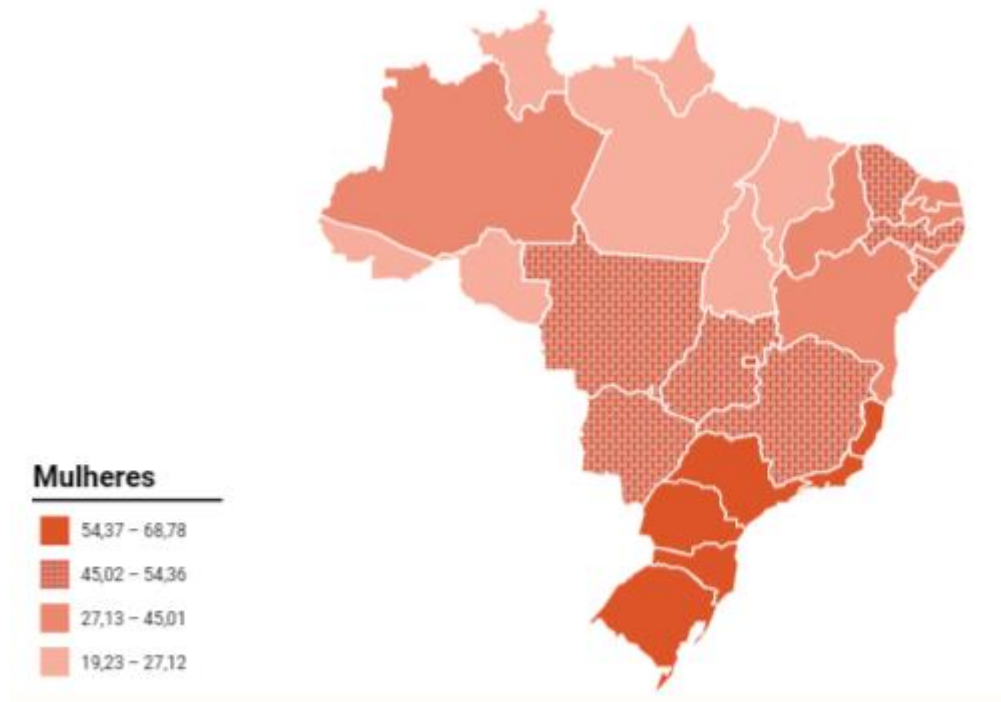 Mulheres
54,37 – 68,78
45,02 – 54,36
27,13 – 45,01
19,23 – 27,12